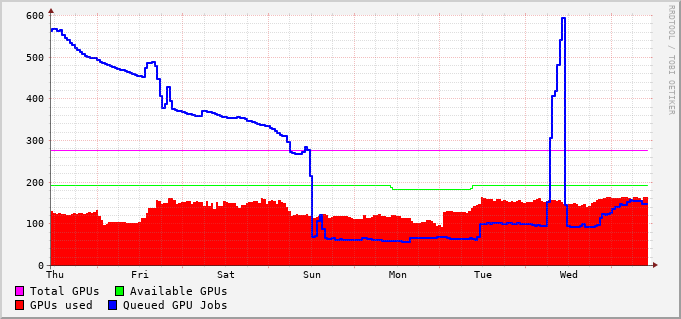 RRDTOOL / TOBI OETIKER
600
500
400
300
200
100
0
Thu Fri Sat Sun Mon Tue Wed
Total GPUs Available GPUs
GPUs used Queued GPU Jobs